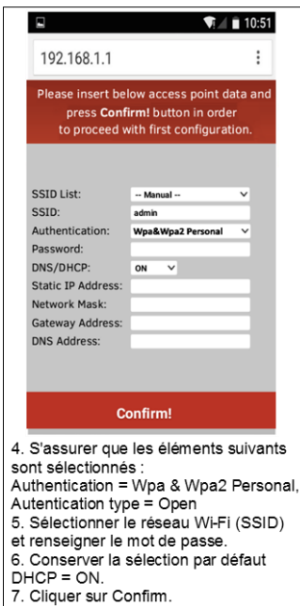 10:51
192.168.1.1
Please insert below access point data and
press Confirm! button in order
to proceed with first configuration.
SSID List: -- Manual --
SSID: admin
Authentication: Wpa&Wpa2 Personal
Password:
DNS/DHCP: ON
Static IP Address:
Network Mask:
Gateway Address:
DNS Address:
Confirm!
4. S'assurer que les éléments suivants
sont sélectionnés :
Authentication = Wpa & Wpa2 Personal,
Autentication type = Open
5. Sélectionner le réseau Wi-Fi (SSID)
et renseigner le mot de passe.
6. Conserver la sélection par défaut
DHCP = ON.
7. Cliquer sur Confirm.